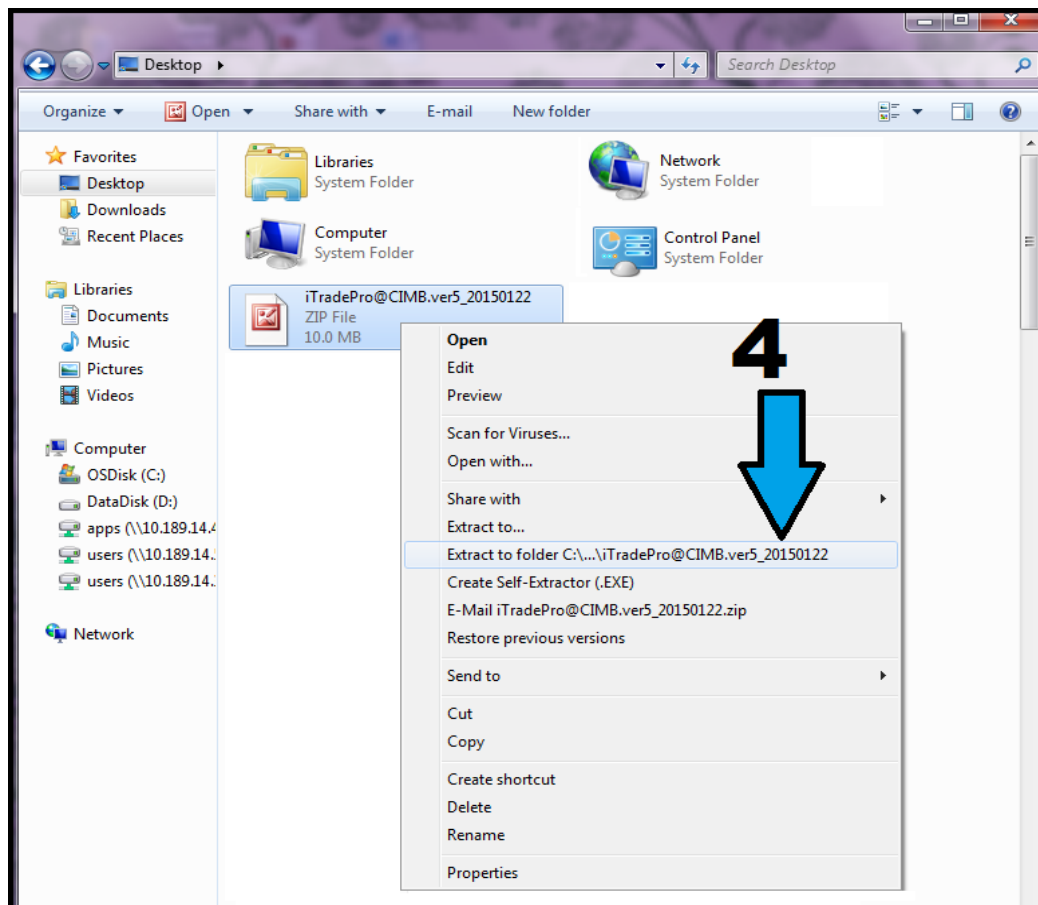 Desktop
Search Desktop
Organize
Open
Share with
E-mail
New folder
Favorites
Desktop
Downloads
Recent Places
Libraries
Documents
Music
Pictures
Videos
Computer
OSDisk (C:)
DataDisk (D:)
apps (\\10.189.14.4
users (\\10.189.14.
users (\\10.189.14.
Network
Libraries
System Folder
Network
System Folder
Computer
System Folder
Control Panel
System Folder
iTradePro@CIMB.ver5_20150122
ZIP File
10.0 MB
4
Open
Edit
Preview
Scan for Viruses...
Open with...
Share with
Extract to...
Extract to folder C:\...\iTradePro@CIMB.ver5_20150122
Create Self-Extractor (.EXE)
E-Mail iTradePro@CIMB.ver5_20150122.zip
Restore previous versions
Send to
Cut
Copy
Create shortcut
Delete
Rename
Properties